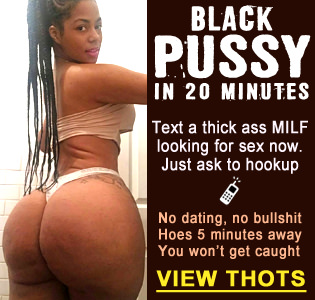 BLACK
PUSSY
IN 20 MINUTES
Text a thick ass MILF
looking for sex now.
Just ask to hookup
No dating, no bullshit
Hoes 5 minutes away
You won't get caught
VIEW THOTS